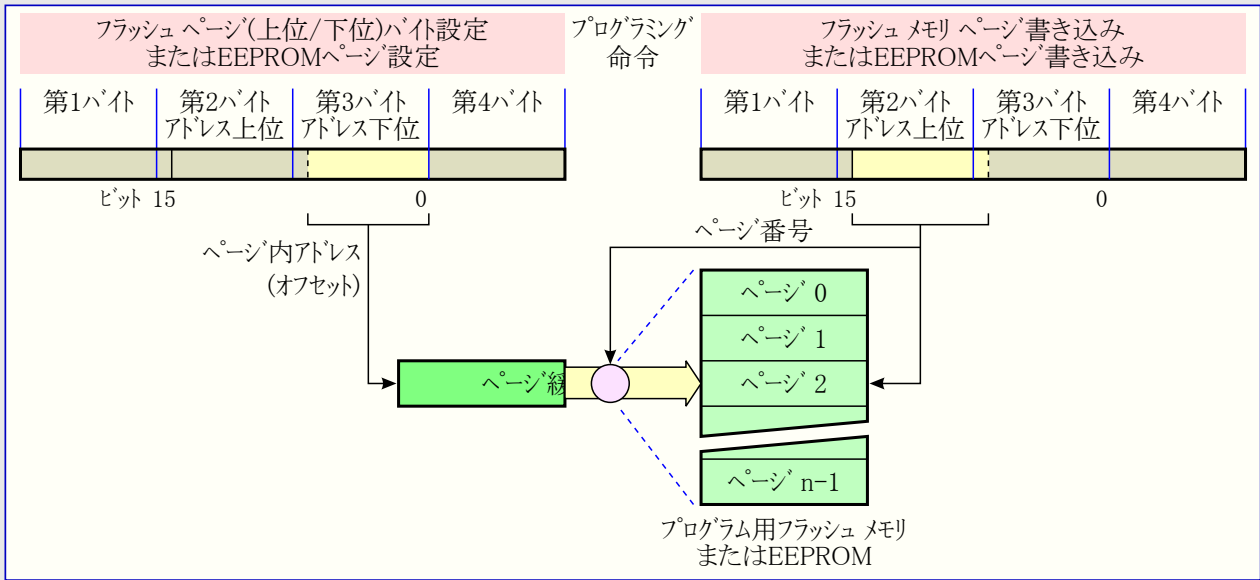 フラッシュ ページ(上位/下位)バイト設定
またはEEPROMページ設定
プログラミング
命令
フラッシュ メモリ ページ書き込み
またはEEPROMページ書き込み
第1バイト
第2バイト
アドレス上位
第3バイト
アドレス下位
第4バイト
第1バイト
第2バイト
アドレス上位
第3バイト
アドレス下位
第4バイト
ビット 15
0
ビット 15
0
ページ内アドレス
(オフセット)
ページ番号
ページ 0
ページ 1
ページ 2
ページ緩
ページ n-1
プログラム用フラッシュ メモリ
またはEEPROM